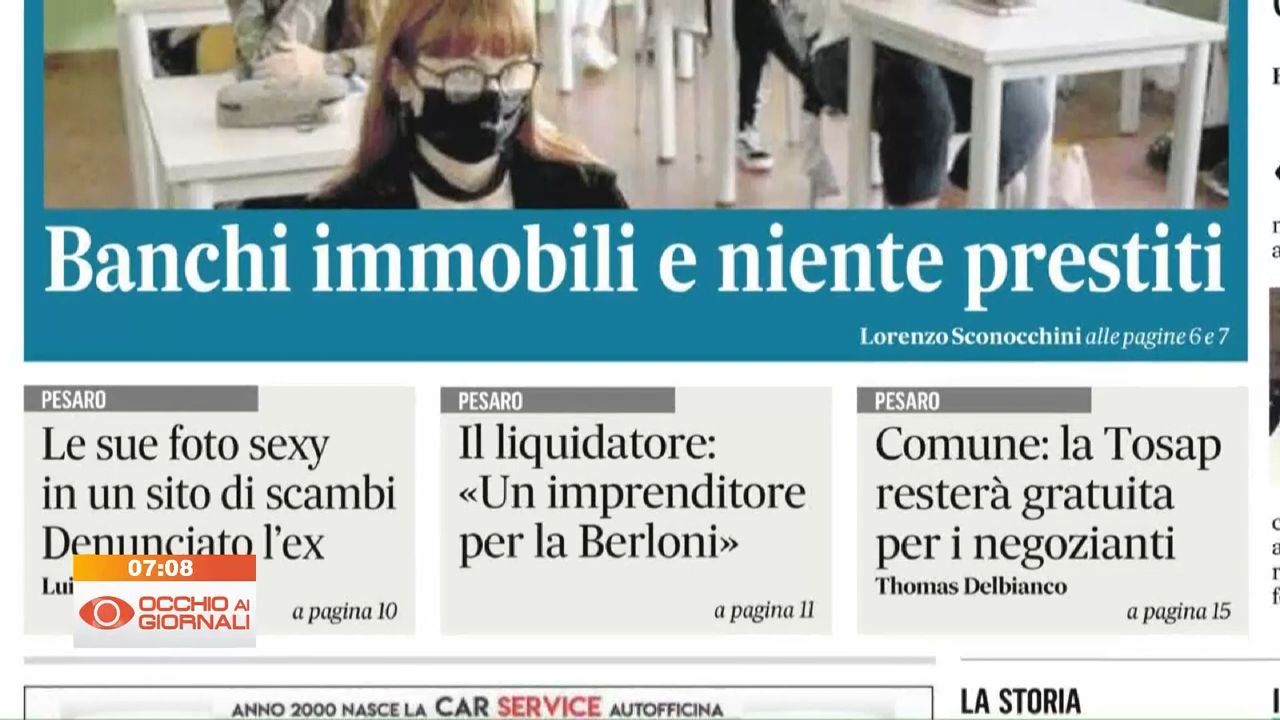 Banchi immobili e niente prestiti
Lorenzo Sconocchini alle pagine 6 e 7
PESARO
Le sue foto sexy
in un sito di scambi
Denunciato l'ex
a pagina 10
PESARO
Il liquidatore:
«Un imprenditore
per la Berloni»
a pagina 11
PESARO
Comune: la Tosap
resterà gratuita
per i negozianti
Thomas Delbianco
a pagina 15
07:08
OCCHIO AI
GIORNALI
ANNO 2000 NASCE LA CAR SERVICE AUTOFFICINA
LA STORIA